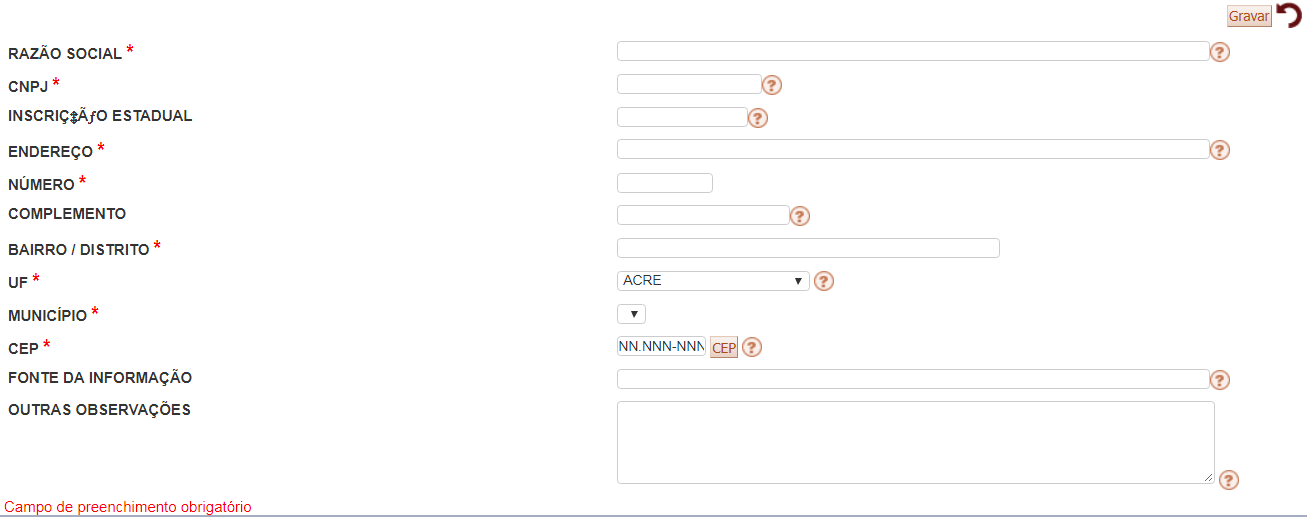 Gravar
RAZÃO SOCIAL *
?
CNPJ *
?
INSCRIÇ‡ÃƒO ESTADUAL
?
ENDEREÇO *
?
NÚMERO *
COMPLEMENTO
?
BAIRRO / DISTRITO *
UF *
ACRE
?
MUNICÍPIO *
CEP *
NN.NNN-NNN CEP ?
FONTE DA INFORMAÇÃO
?
OUTRAS OBSERVAÇÕES
?
Campo de preenchimento obrigatório